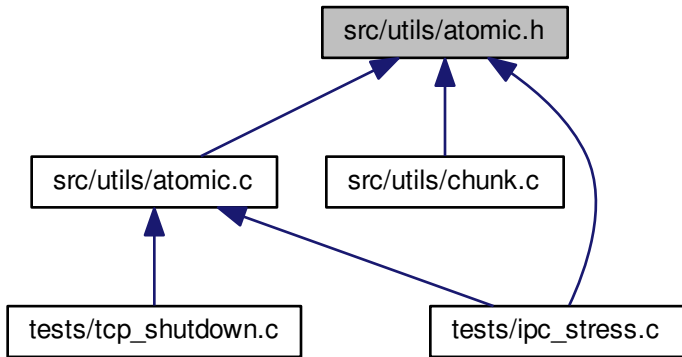 src/utils/atomic.h
src/utils/atomic.c
src/utils/chunk.c
tests/tcp_shutdown.c
tests/ipc_stress.c